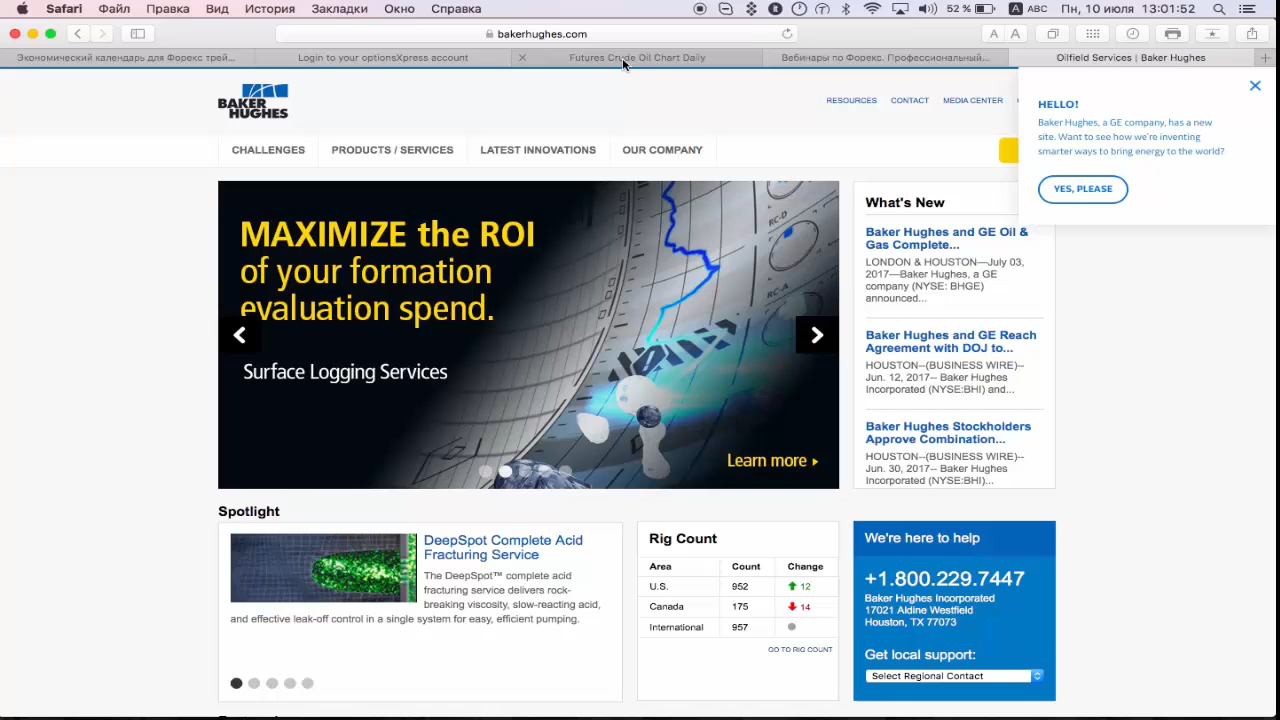 Safari Файл Правка Вид История Закладки Окно Справка
52 % ABC Пн, 10 июля 13:01:52
bakerhughes.com
A A
Экономический календарь для Форекс трей...
Login to your optionsXpress account
Futures Crude Oil Chart Daily
Вебинары по Форекс. Профессиональный...
Oilfield Services | Baker Hughes
BAKER
HUGHES
RESOURCES CONTACT MEDIA CENTER
HELLO!
Baker Hughes, a GE company, has a new
site. Want to see how we're inventing
smarter ways to bring energy to the world?
YES, PLEASE
CHALLENGES PRODUCTS / SERVICES LATEST INNOVATIONS OUR COMPANY
MAXIMIZE the ROI
of your formation
evaluation spend.
Surface Logging Services
RC-D
RC-A
Learn more
What's New
Baker Hughes and GE Oil &
Gas Complete...
LONDON & HOUSTON—July 03,
2017—Baker Hughes, a GE
company (NYSE: BHGE)
announced...
Baker Hughes and GE Reach
Agreement with DOJ to...
HOUSTON--(BUSINESS WIRE)--
Jun. 12, 2017-- Baker Hughes
Incorporated (NYSE:BHI) and...
Baker Hughes Stockholders
Approve Combination...
HOUSTON--(BUSINESS WIRE)--
Jun. 30, 2017-- Baker Hughes
Incorporated (NYSE:BHI)...
Spotlight
DeepSpot Complete Acid
Fracturing Service
The DeepSpot™ complete acid
fracturing service delivers rock-
breaking viscosity, slow-reacting acid,
and effective leak-off control in a single system for easy, efficient pumping.
Rig Count
Area Count Change
U.S. 952 12
Canada 175 14
International 957
GO TO RIG COUNT
We're here to help
+1.800.229.7447
Baker Hughes Incorporated
17021 Aldine Westfield
Houston, TX 77073
Get local support:
Select Regional Contact